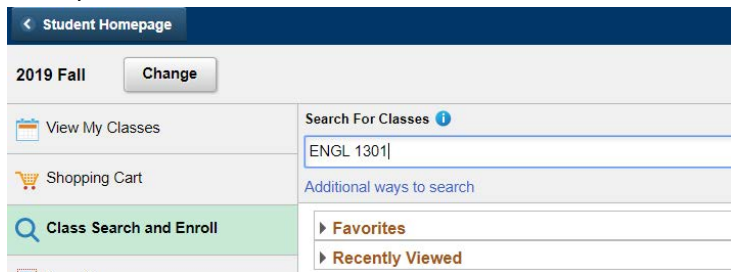 Student Homepage
2019 Fall Change
View My Classes
Shopping Cart
Class Search and Enroll
Search For Classes
ENGL 1301
Additional ways to search
Favorites
Recently Viewed